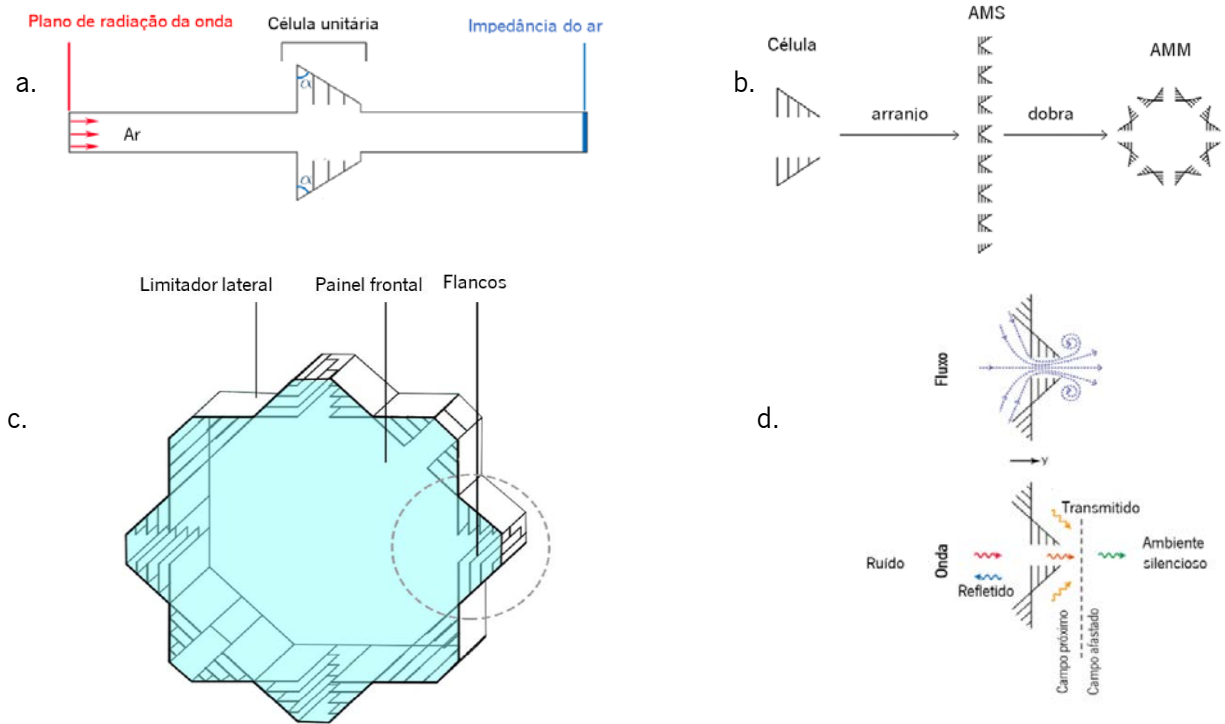 Plano de radiação da onda
Célula unitária
Impedância do ar
a.
α
Ar
α
b.
Célula
AMS
AMM
arranjo
dobra
c.
Limitador lateral
Painel frontal
Flancos
d.
Fluxo
y
Ruído
Onda
Refletido
Transmitido
Ambiente
silencioso
Campo próximo
Campo afastado